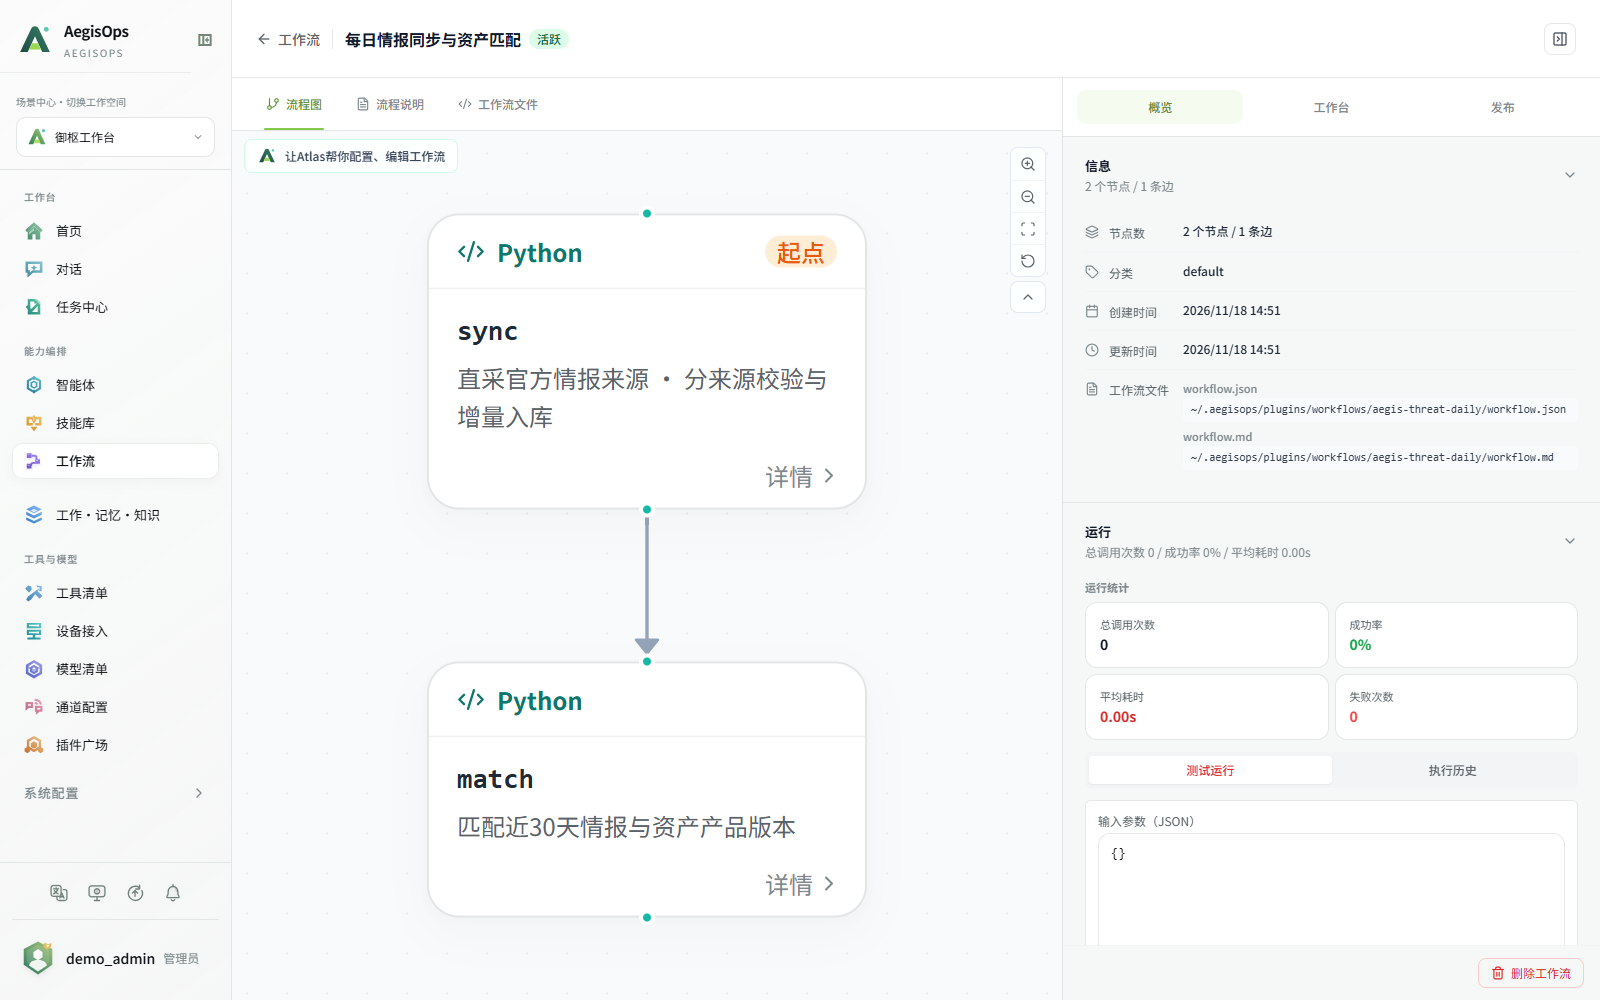 AegisOps
AEGISOPS
场景中心·切换工作空间
御枢工作台
工作台
首页
对话
任务中心
能力编排
智能体
技能库
工作流
工作·记忆·知识
工具与模型
工具清单
设备接入
模型清单
通道配置
插件广场
系统配置
demo_admin 管理员
工作流
每日情报同步与资产匹配 活跃
流程图 流程说明 工作流文件
让Atlas帮你配置、编辑工作流
Python 起点
sync
直采官方情报来源 · 分来源校验与
增量入库
详情
Python
match
匹配近30天情报与资产产品版本
详情
概览 工作台 发布
信息
2 个节点 / 1 条边
节点数 2 个节点 / 1 条边
分类 default
创建时间 2026/11/18 14:51
更新时间 2026/11/18 14:51
工作流文件 workflow.json
~/.aegisops/plugins/workflows/aegis-threat-daily/workflow.json
workflow.md
~/.aegisops/plugins/workflows/aegis-threat-daily/workflow.md
运行
总调用次数 0 / 成功率 0% / 平均耗时 0.00s
运行统计
总调用次数
0
成功率
0%
平均耗时
0.00s
失败次数
0
测试运行 执行历史
输入参数（JSON）
{}
删除工作流